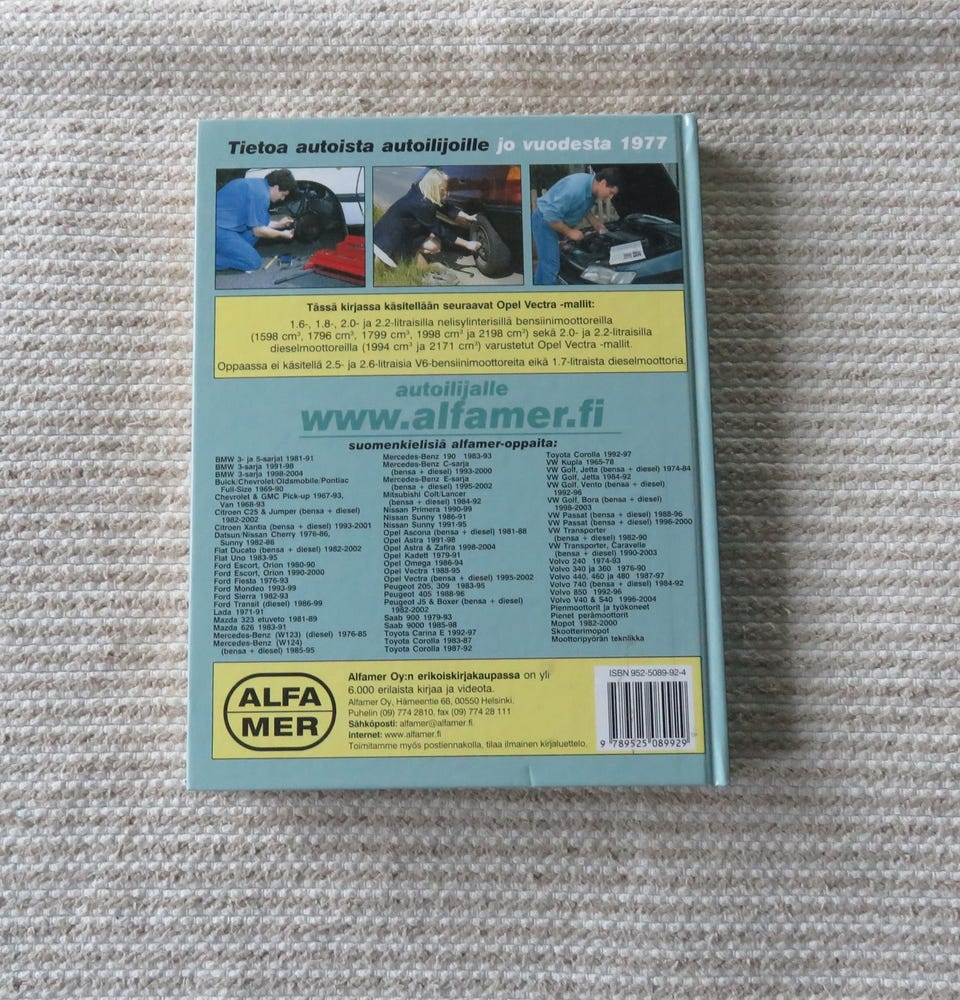 Tietoa autoista autoilijoille jo vuodesta 1977
Tässä kirjassa käsitellään seuraavat Opel Vectra -mallit:
1.6-, 1.8-, 2.0- ja 2.2-litraisilla nelisylinterisillä bensiinimoottoreilla
(1598 cm³, 1796 cm³, 1799 cm³, 1998 cm³ ja 2198 cm³) sekä 2.0- ja 2.2-litraisilla
dieselmoottoreilla (1994 cm³ ja 2171 cm³) varustetut Opel Vectra -mallit.
Oppaassa ei käsitellä 2.5- ja 2.6-litraisia V6-bensiinimoottoreita eikä 1.7-litraista dieselmoottoria.
autoilijalle
www.alfamer.fi
suomenkielisiä alfamer-oppaita:
BMW 3- ja 5-sarjat 1981-91
BMW 3-sarja 1991-98
BMW 3-sarja 1998-2004
Buick/Chevrolet/Oldsmobile/Pontiac
Full-Size 1969-90
Chevrolet & GMC Pick-up 1967-93,
Van 1968-93
Citroen C25 & Jumper (bensa + diesel)
1982-2002
Citroen Xantia (bensa + diesel) 1993-2001
Datsun/Nissan Cherry 1976-86,
Sunny 1982-86
Fiat Ducato (bensa + diesel) 1982-2002
Fiat Uno 1983-95
Ford Escort, Orion 1980-90
Ford Escort, Orion 1990-2000
Ford Fiesta 1976-93
Ford Mondeo 1993-99
Ford Sierra 1982-93
Ford Transit (diesel) 1986-99
Lada 1971-91
Mazda 323 etuveto 1981-89
Mazda 626 1983-91
Mercedes-Benz (W123) (diesel) 1976-85
Mercedes-Benz (W124)
(bensa + diesel) 1985-95
Mercedes-Benz 190 1983-93
Mercedes-Benz C-sarja
(bensa + diesel) 1993-2000
Mercedes-Benz E-sarja
(bensa + diesel) 1995-2002
Mitsubishi Colt/Lancer
(bensa + diesel) 1984-92
Nissan Primera 1990-99
Nissan Sunny 1986-91
Nissan Sunny 1991-95
Opel Ascona (bensa + diesel) 1981-88
Opel Astra 1991-98
Opel Astra & Zafira 1998-2004
Opel Kadett 1979-91
Opel Omega 1986-94
Opel Vectra 1988-95
Opel Vectra (bensa + diesel) 1995-2002
Peugeot 205, 309 1983-95
Peugeot 405 1988-96
Peugeot J5 & Boxer (bensa + diesel)
1982-2002
Saab 900 1979-93
Saab 9000 1985-98
Toyota Carina E 1992-97
Toyota Corolla 1983-87
Toyota Corolla 1987-92
Toyota Corolla 1992-97
VW Kupla 1965-78
VW Golf, Jetta (bensa + diesel) 1974-84
VW Golf, Jetta 1984-92
VW Golf, Vento (bensa + diesel)
1992-96
VW Golf, Bora (bensa + diesel)
1998-2003
VW Passat (bensa + diesel) 1988-96
VW Passat (bensa + diesel) 1996-2000
VW Transporter
(bensa + diesel) 1982-90
VW Transporter, Caravelle
(bensa + diesel) 1990-2003
Volvo 240 1974-93
Volvo 340 ja 360 1976-90
Volvo 440, 460 ja 480 1987-97
Volvo 740 (bensa + diesel) 1984-92
Volvo 850 1992-96
Volvo V40 & S40 1996-2004
Pienmoottorit ja työkoneet
Pienet perämoottorit
Mopot 1982-2000
Skootterimopot
Moottoripyörän tekniikka
ALFA
MER
Alfamer Oy:n erikoiskirjakaupassa on yli
6.000 erilaista kirjaa ja videota.
Alfamer Oy, Hämeentie 68, 00550 Helsinki.
Puhelin (09) 774 2810, fax (09) 774 28 111
Sähköposti: alfamer@alfamer.fi.
internet: www.alfamer.fi
Toimitamme myös postiennakolla, tilaa ilmainen kirjaluettelo.
ISBN 952-5089-92-4
9 789525 089929